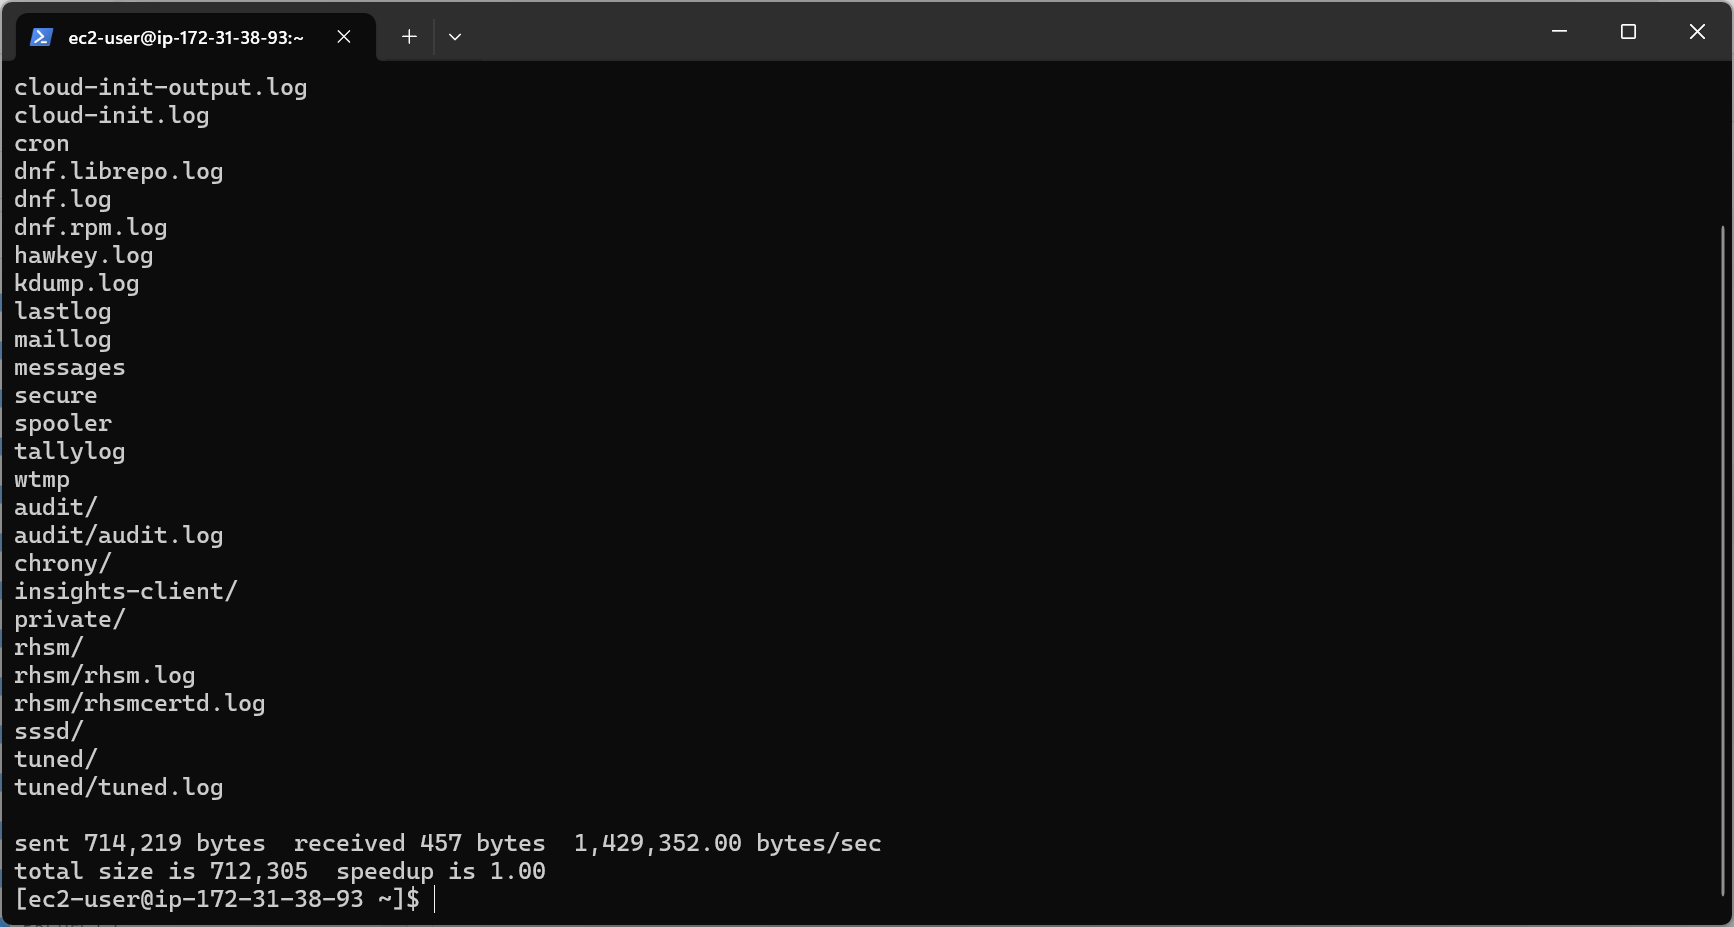 ec2-user@ip-172-31-38-93:~
cloud-init-output.log
cloud-init.log
cron
dnf.librepo.log
dnf.log
dnf.rpm.log
hawkey.log
kdump.log
lastlog
maillog
messages
secure
spooler
tallylog
wtmp
audit/
audit/audit.log
chrony/
insights-client/
private/
rhsm/
rhsm/rhsm.log
rhsm/rhsmcertd.log
sssd/
tuned/
tuned/tuned.log
sent 714,219 bytes  received 457 bytes  1,429,352.00 bytes/sec
total size is 712,305  speedup is 1.00
[ec2-user@ip-172-31-38-93 ~]$